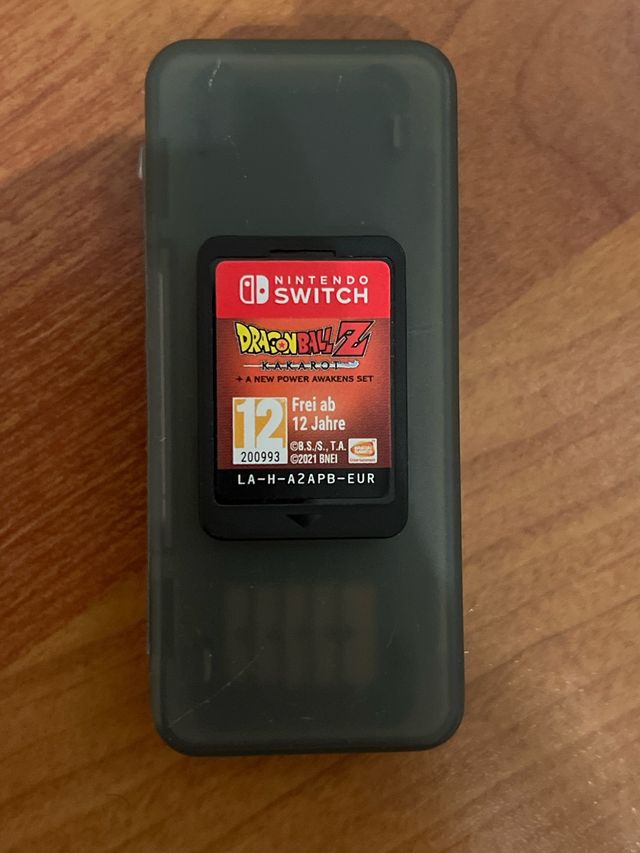 NINTENDO
SWITCH
DRAGON BALL Z
KAKAROT
+ A NEW POWER AWAKENS SET
12
Frei ab
12 Jahre
200993
©B.S./S., T.A.
©2021 BNEI
LA-H-A2APB-EUR